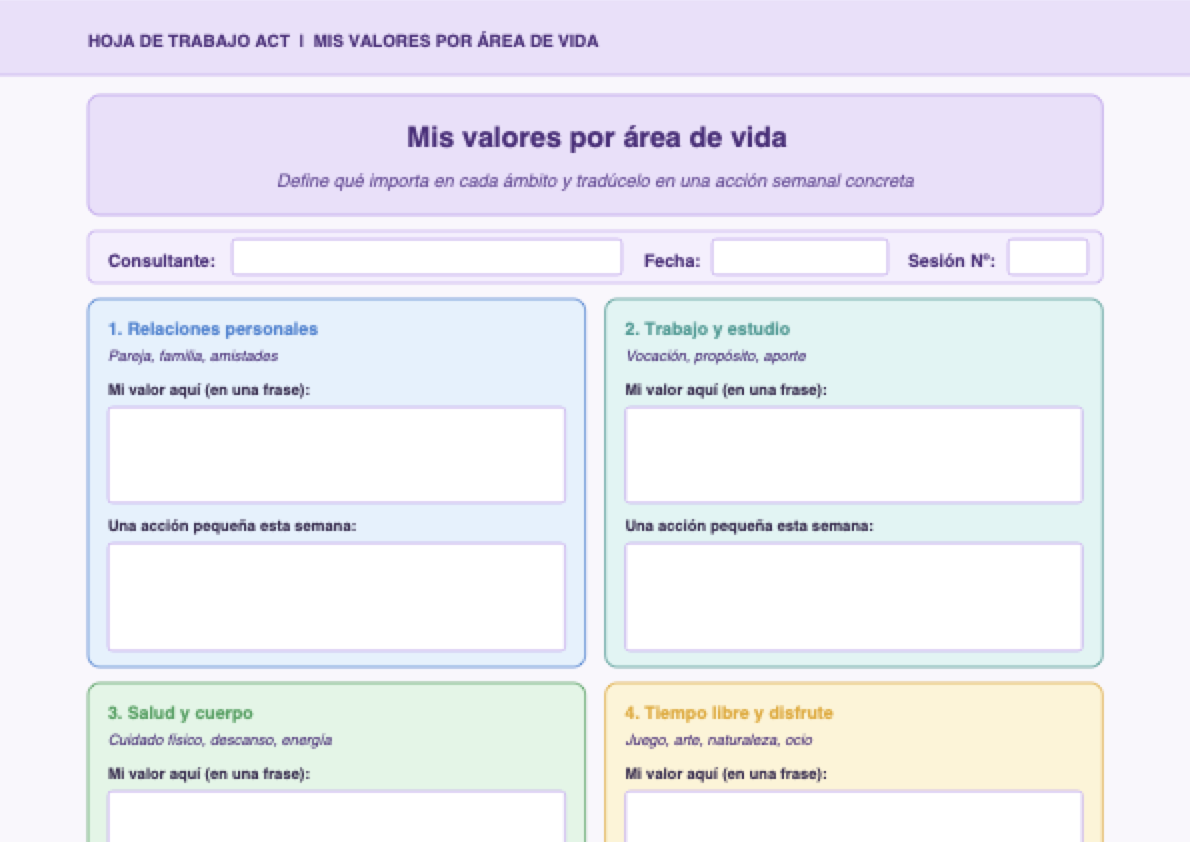 HOJA DE TRABAJO ACT | MIS VALORES POR ÁREA DE VIDA
Mis valores por área de vida
Define qué importa en cada ámbito y tradúcelo en una acción semanal concreta
Consultante: Fecha: Sesión Nº:
1. Relaciones personales
Pareja, familia, amistades
Mi valor aquí (en una frase):
Una acción pequeña esta semana:
2. Trabajo y estudio
Vocación, propósito, aporte
Mi valor aquí (en una frase):
Una acción pequeña esta semana:
3. Salud y cuerpo
Cuidado físico, descanso, energía
Mi valor aquí (en una frase):
4. Tiempo libre y disfrute
Juego, arte, naturaleza, ocio
Mi valor aquí (en una frase):